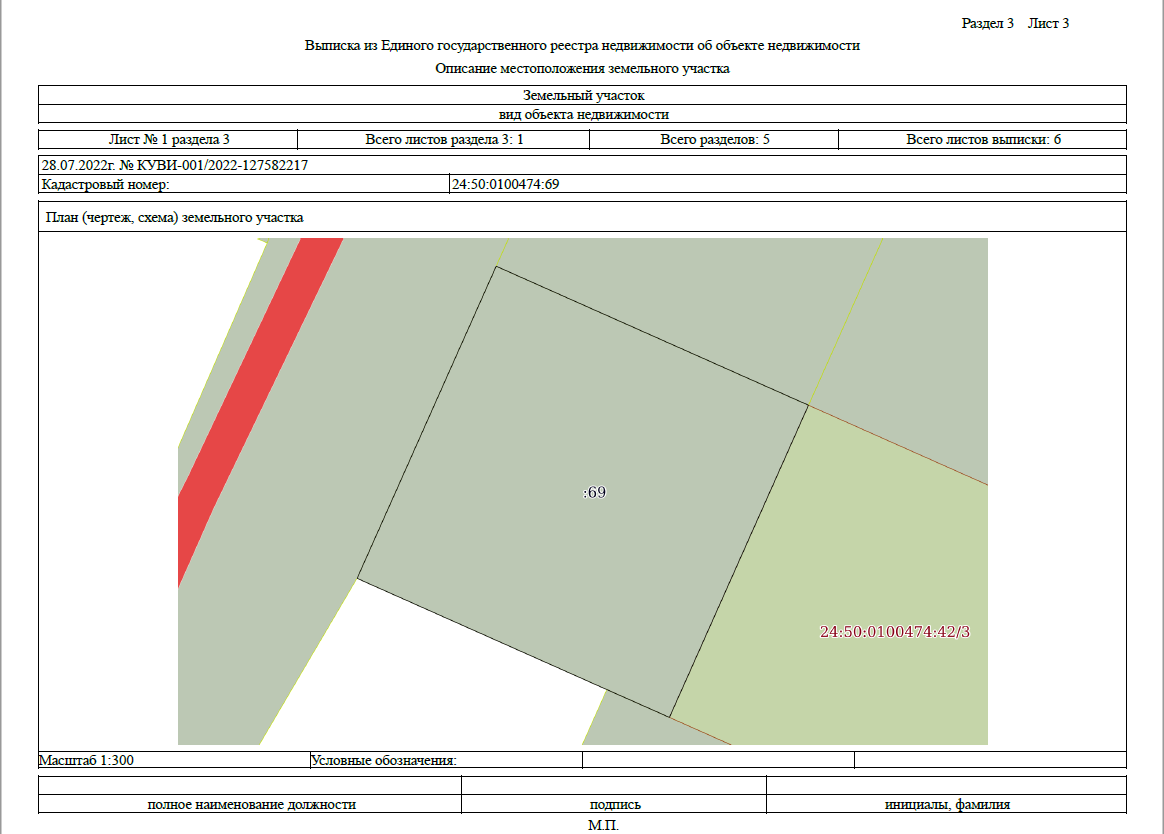 Раздел 3 Лист 3
Выписка из Единого государственного реестра недвижимости об объекте недвижимости
Описание местоположения земельного участка
Земельный участок
вид объекта недвижимости
Лист № 1 раздела 3 Всего листов раздела 3: 1 Всего разделов: 5 Всего листов выписки: 6
28.07.2022г. № КУВИ-001/2022-127582217
Кадастровый номер: 24:50:0100474:69
План (чертеж, схема) земельного участка
:69
24:50:0100474:42/3
Масштаб 1:300 Условные обозначения:
полное наименование должности подпись инициалы, фамилия
М.П.